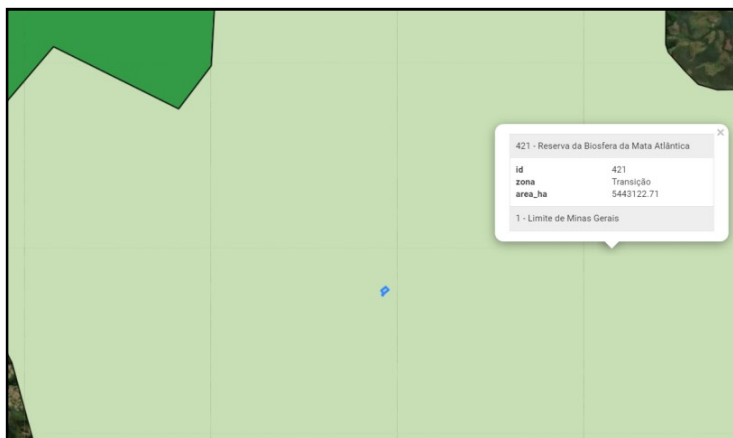 421 - Reserva da Biosfera da Mata Atlântica
id 421
zona Transição
area_ha 5443122.71
1 - Limite de Minas Gerais